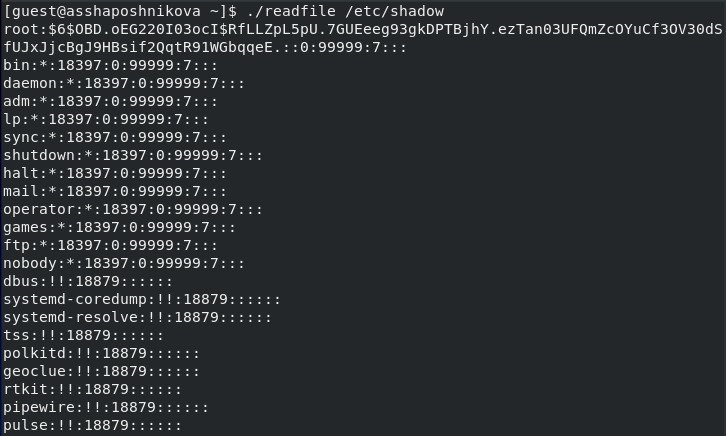 [guest@asshaposhnikova ~]$ ./readfile /etc/shadow
root:$6$OBD.oEG220I03ocI$RfLLZpL5pU.7GUEeeg93gkDPTBjhY.ezTan03UFQmZcOYuCf3OV30dS
fUJxJjcBgJ9HBsif2QqtR91WGbqqeE.::0:99999:7:::
bin:*:18397:0:99999:7:::
daemon:*:18397:0:99999:7:::
adm:*:18397:0:99999:7:::
lp:*:18397:0:99999:7:::
sync:*:18397:0:99999:7:::
shutdown:*:18397:0:99999:7:::
halt:*:18397:0:99999:7:::
mail:*:18397:0:99999:7:::
operator:*:18397:0:99999:7:::
games:*:18397:0:99999:7:::
ftp:*:18397:0:99999:7:::
nobody:*:18397:0:99999:7:::
dbus:!!:18879::::::
systemd-coredump:!!:18879::::::
systemd-resolve:!!:18879::::::
tss:!!:18879::::::
polkitd:!!:18879::::::
geoclue:!!:18879::::::
rtkit:!!:18879::::::
pipewire:!!:18879::::::
pulse:!!:18879::::::